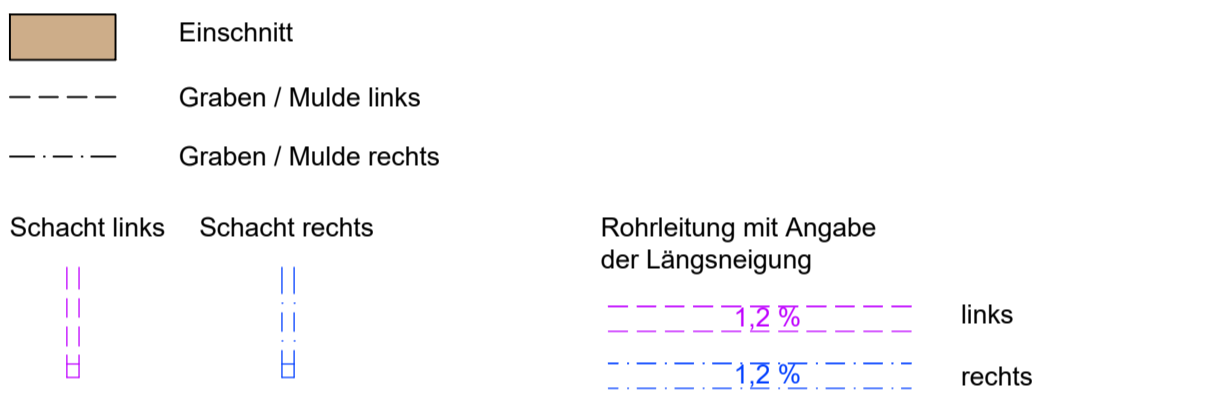 Einschnitt
Graben / Mulde links
Graben / Mulde rechts
Schacht links
Schacht rechts
Rohrleitung mit Angabe
der Längsneigung
1,2 %
links
1,2 %
rechts